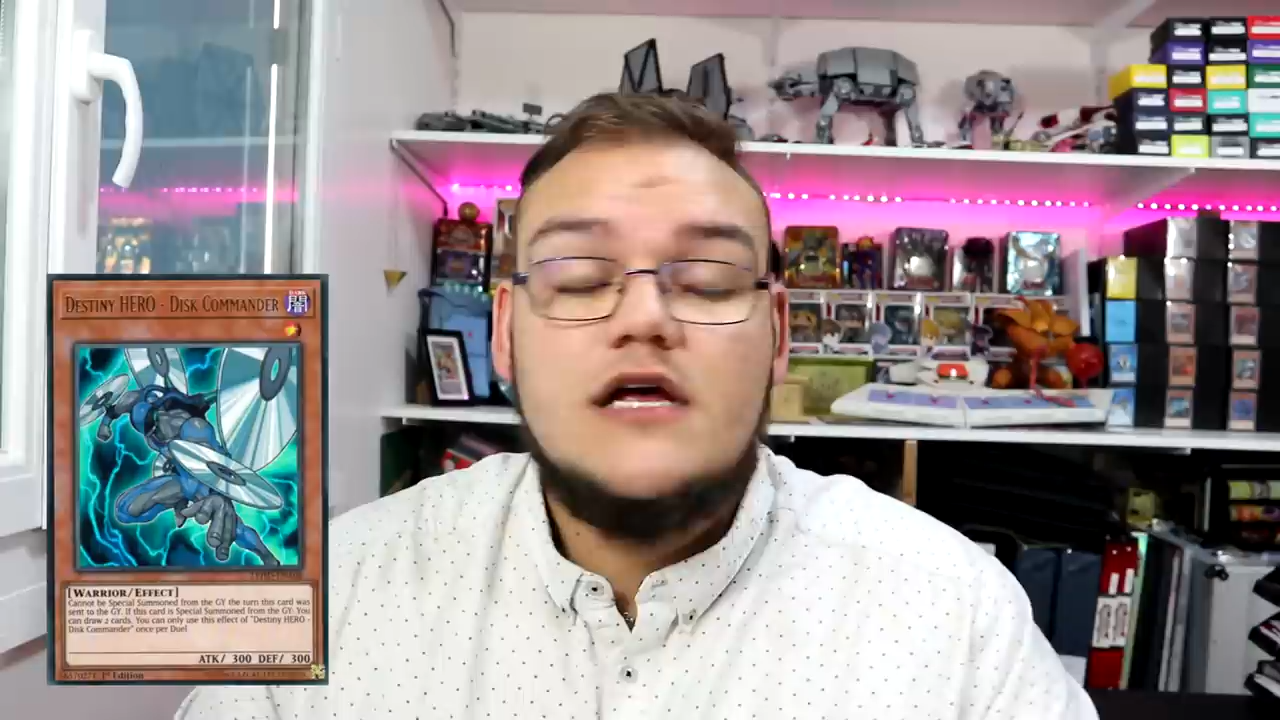 DESTINY HERO - DISK COMMANDER
DARK
[WARRIOR/EFFECT]
Cannot be Special Summoned from the GY the turn this card was
sent to the GY. If this card is Special Summoned from the GY: You
can draw 2 cards. You can only use this effect of "Destiny HERO -
Disk Commander" once per Duel
ATK/ 300 DEF/ 300
1st Edition